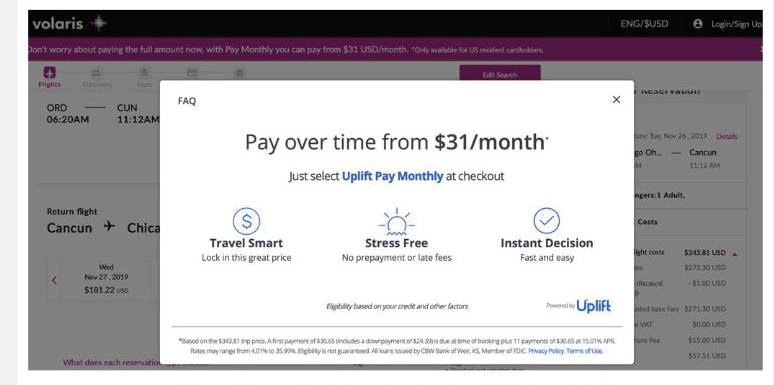 volaris
ENG/$USD
Login/Sign Up
Don't worry about paying the full amount now, with Pay Monthly you can pay from $31 USD/month. *Only available for US resident cardholders.
Flights
Customers
Seats
Edit Search
Reservation
FAQ
ORD
CUN
06:20AM
11:12AM
Pay over time from $31/month*
Just select Uplift Pay Monthly at checkout
Travel Smart
Lock in this great price
Stress Free
No prepayment or late fees
Instant Decision
Fast and easy
Eligibility based on your credit and other factors
Powered by Uplift
*Based on the $343.81 trip price. A first payment of $30.65 (includes a downpayment of $24.39) is due at time of booking plus 11 payments of $30.65 at 15.01% APR.
Rates may range from 4.01% to 35.99%. Eligibility is not guaranteed. All loans issued by CBW Bank of Weir, KS, Member of FDIC. Privacy Policy. Terms of Use.
Return flight
Cancun
Chica
Wed
Nov 27, 2019
$181.22 USD
What does each reservation
Tue, Nov 26, 2019
Details
go Oh... — Cancun
11:12 AM
ngers:1 Adult,
Costs
ight costs $343.81 USD
are $272.30 USD
discount - $1.00 USD
nted base fare $271.30 USD
VAT $0.00 USD
are Fee $15.00 USD
$57.51 USD